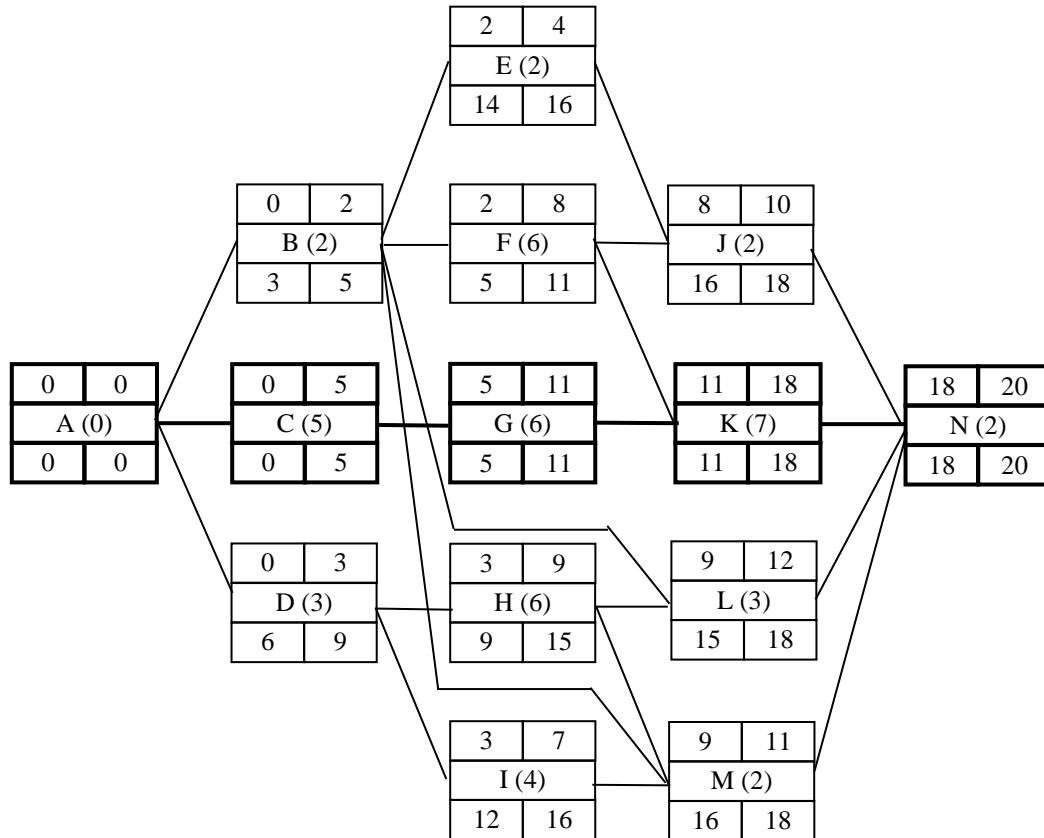 2 4
E (2)
14 16
0 2
B (2)
3 5
2 8
F (6)
5 11
8 10
J (2)
16 18
0 0
A (0)
0 0
0 5
C (5)
0 5
5 11
G (6)
5 11
11 18
K (7)
11 18
18 20
N (2)
18 20
0 3
D (3)
6 9
3 9
H (6)
9 15
9 12
L (3)
15 18
3 7
I (4)
12 16
9 11
M (2)
16 18